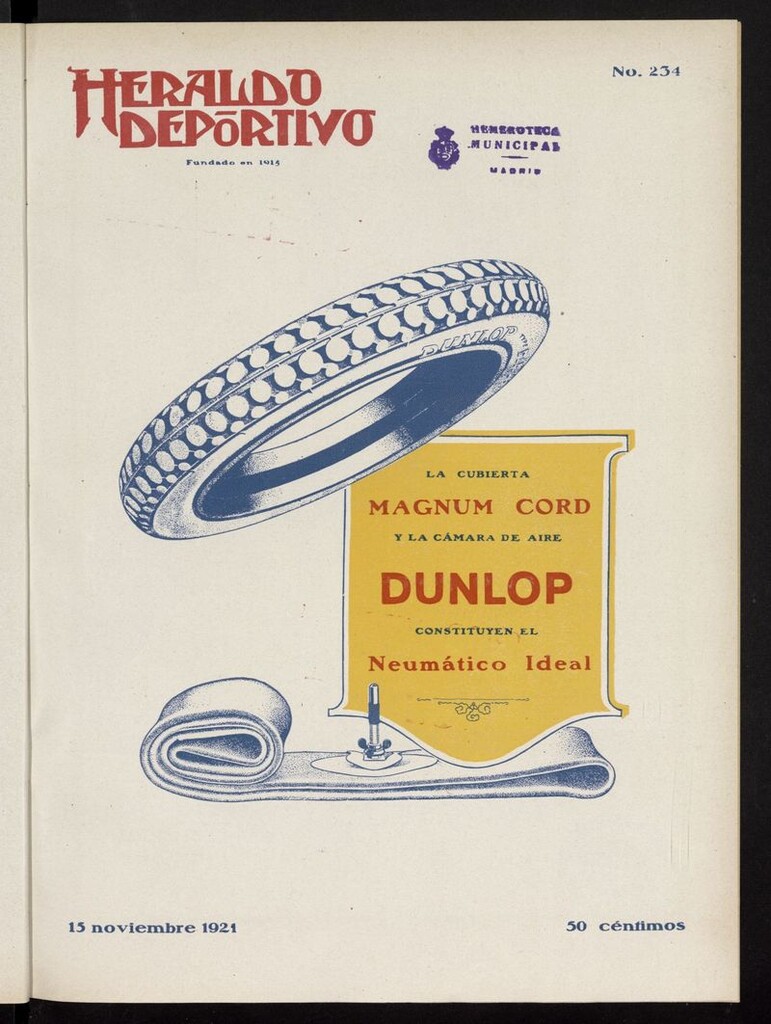 HERALDO
DEPORTIVO
Fundado en 1915
No. 234
HEMEROTECA
MUNICIPAL
MADRID
DUNLOP
LA CUBIERTA
MAGNUM CORD
Y LA CÁMARA DE AIRE
DUNLOP
CONSTITUYEN EL
Neumático Ideal
15 noviembre 1921
50 céntimos